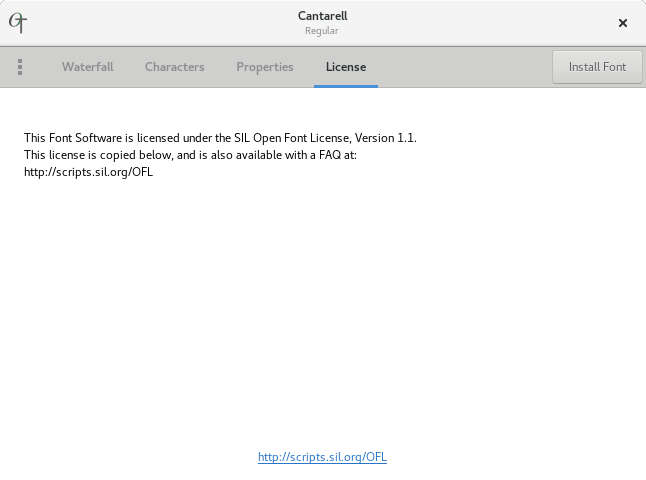 Cantarell
Regular
Waterfall
Characters
Properties
License
Install Font
This Font Software is licensed under the SIL Open Font License, Version 1.1.
This license is copied below, and is also available with a FAQ at:
http://scripts.sil.org/OFL
http://scripts.sil.org/OFL